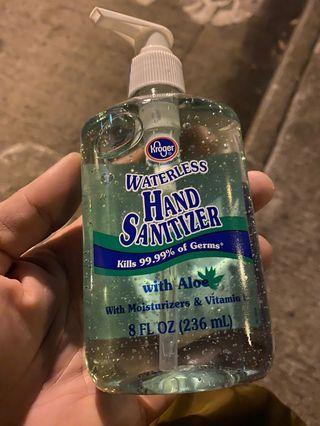 Kroger
WATERLESS
HAND
SANITIZER
Kills 99.99% of Germs*
with Aloe
With Moisturizers & Vitamin
8 FL OZ (236 mL)